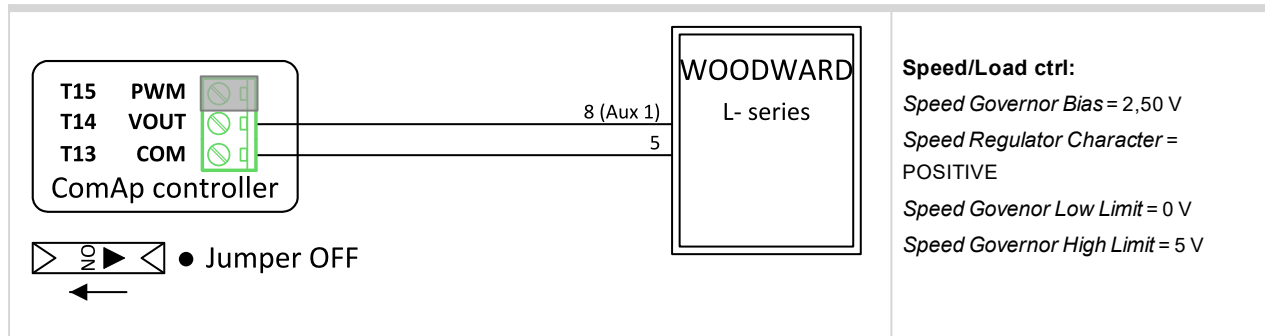 T15 PWM
T14 VOUT
T13 COM
ComAp controller
8 (Aux 1)
5
WOODWARD
L- series
ON
● Jumper OFF
Speed/Load ctrl:
Speed Governor Bias = 2,50 V
Speed Regulator Character =
POSITIVE
Speed Govenor Low Limit = 0 V
Speed Governor High Limit = 5 V